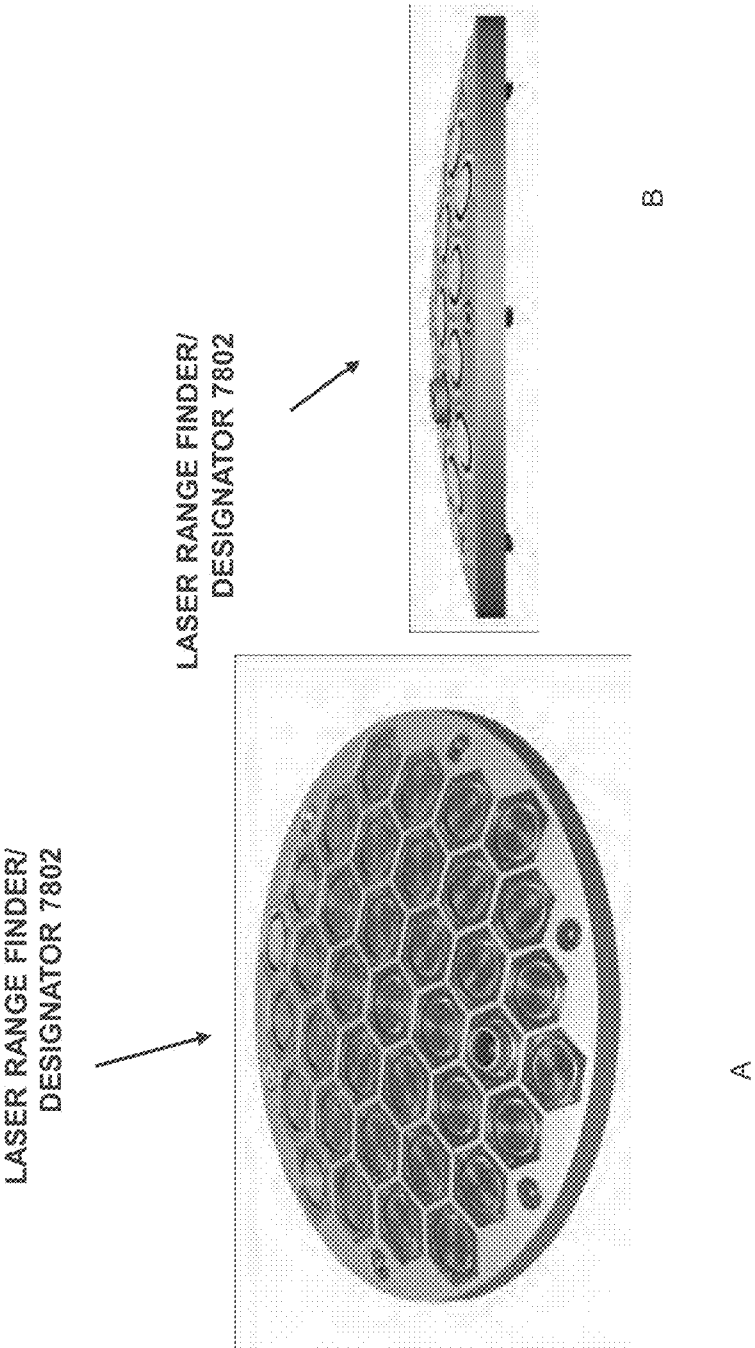 LASER RANGE FINDER/
DESIGNATOR 7802
A
LASER RANGE FINDER/
DESIGNATOR 7802
B